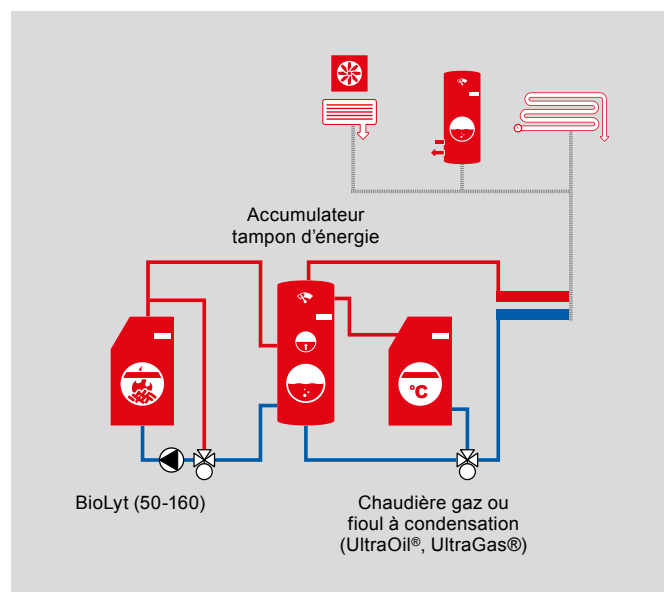 Accumulateur
tampon d'énergie
°C
BioLyt (50-160)
Chaudière gaz ou
fioul à condensation
(UltraOil®, UltraGas®)